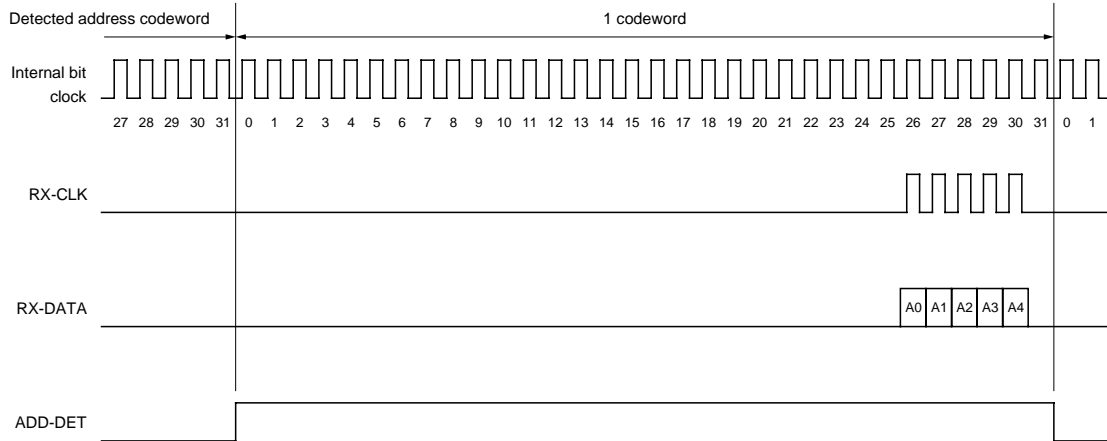 Detected address codeword
1 codeword
Internal bit
clock
27 28 29 30 31 0 1 2 3 4 5 6 7 8 9 10 11 12 13 14 15 16 17 18 19 20 21 22 23 24 25 26 27 28 29 30 31 0 1
RX-CLK
RX-DATA
A0 A1 A2 A3 A4
ADD-DET